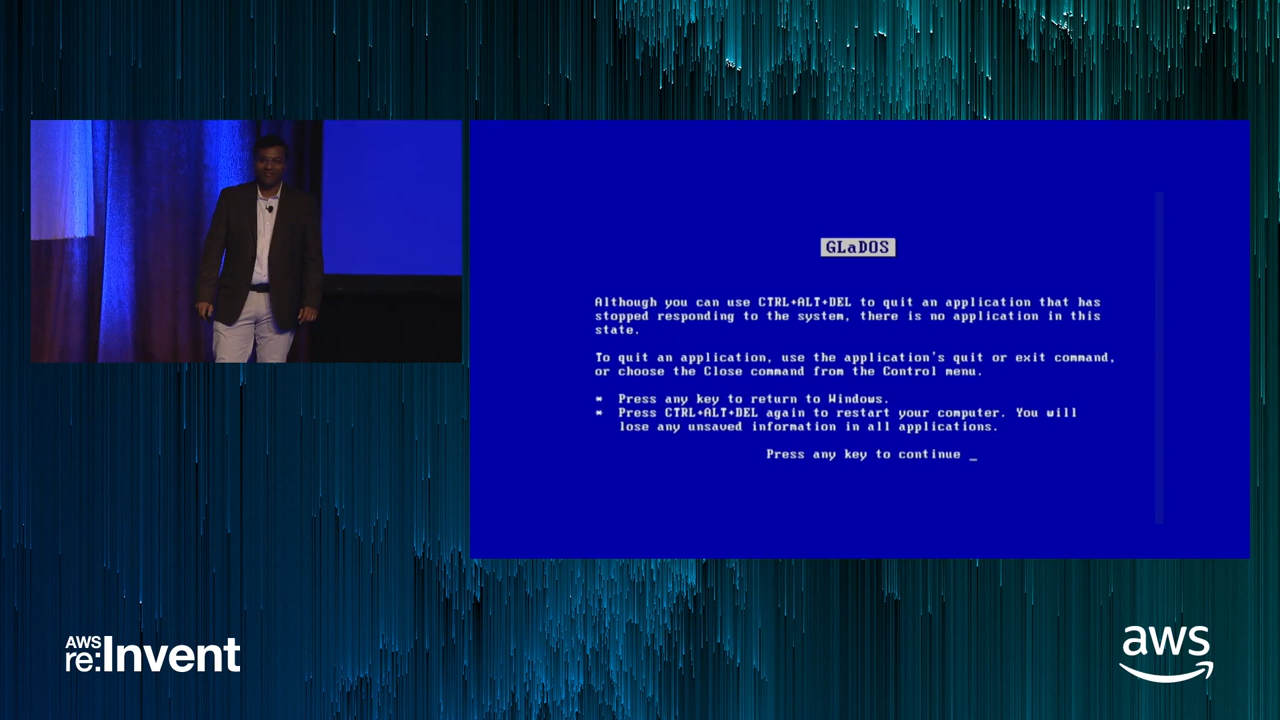 GLaDOS
Although you can use CTRL+ALT+DEL to quit an application that has
stopped responding to the system, there is no application in this
state.
To quit an application, use the application's quit or exit command,
or choose the Close command from the Control menu.
* Press any key to return to Windows.
* Press CTRL+ALT+DEL again to restart your computer. You will
lose any unsaved information in all applications.
Press any key to continue _
AWS
re:Invent
aws